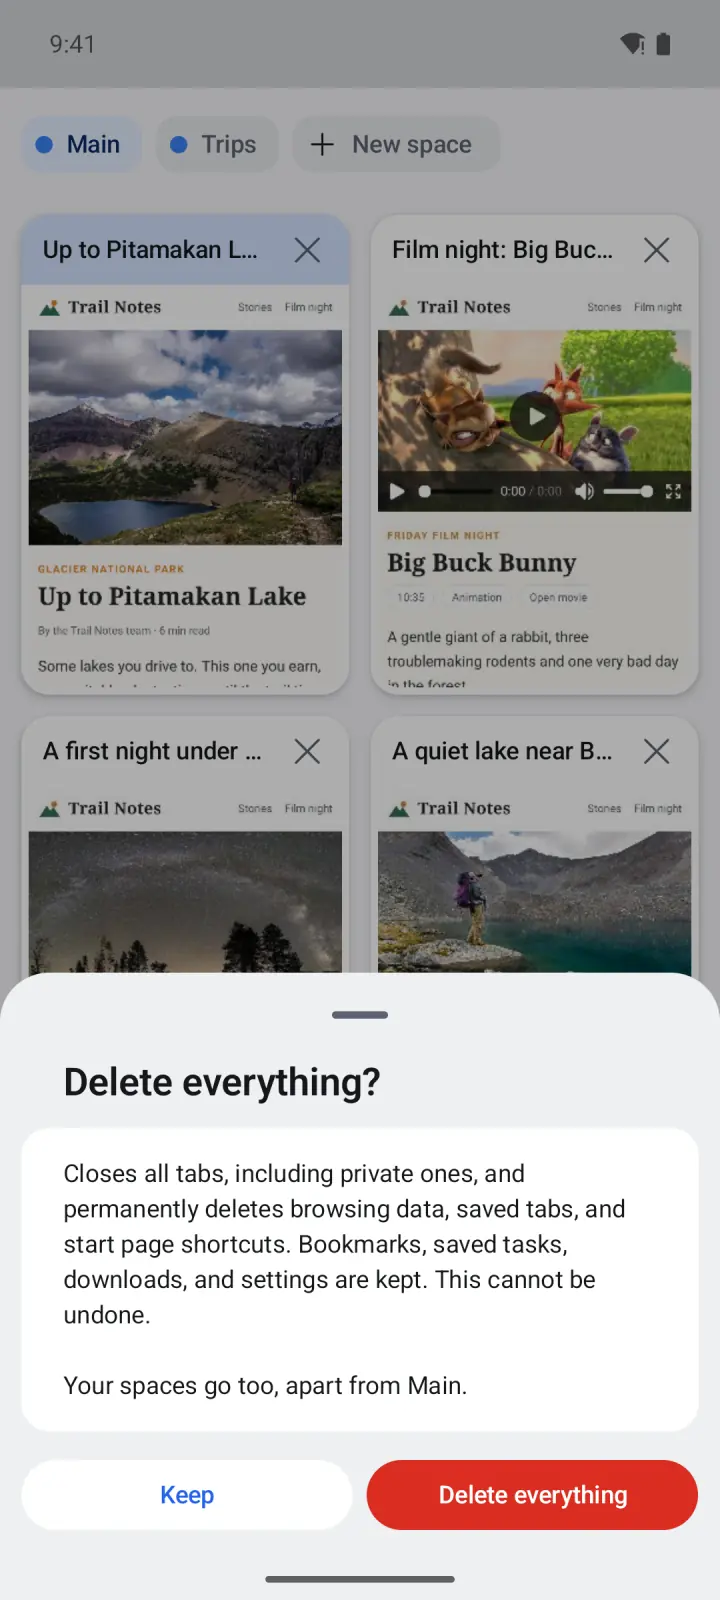 9:41
Main
Trips
New space
Up to Pitamakan L...
Film night: Big Buc...
Trail Notes
Stories
Film night
Trail Notes
Stories
Film night
0:00 / 0:00
GLACIER NATIONAL PARK
Up to Pitamakan Lake
By the Trail Notes team · 6 min read
Some lakes you drive to. This one you earn,
FRIDAY FILM NIGHT
Big Buck Bunny
10:35
Animation
Open movie
A gentle giant of a rabbit, three
troublemaking rodents and one very bad day
in the forest
A first night under ...
A quiet lake near B...
Trail Notes
Stories
Film night
Trail Notes
Stories
Film night
Delete everything?
Closes all tabs, including private ones, and
permanently deletes browsing data, saved tabs, and
start page shortcuts. Bookmarks, saved tasks,
downloads, and settings are kept. This cannot be
undone.
Your spaces go too, apart from Main.
Keep
Delete everything